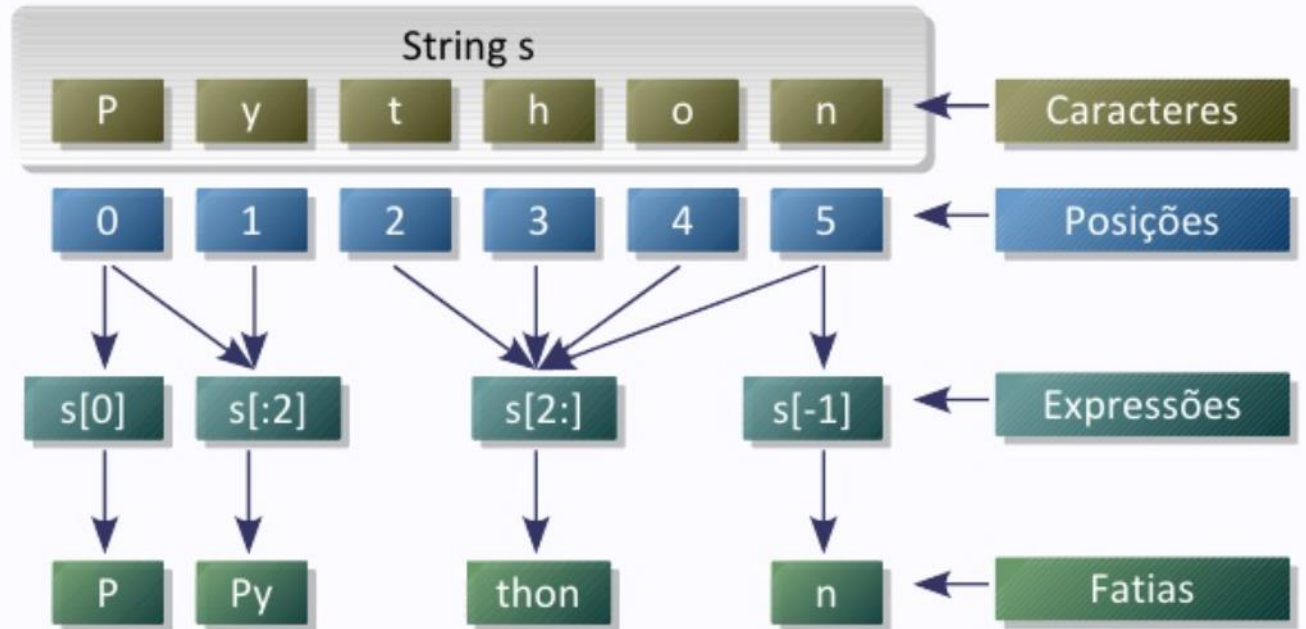 String s
P y t h o n Caracteres
0 1 2 3 4 5 Posições
s[0] s[:2] s[2:] s[-1] Expressões
P Py thon n Fatias